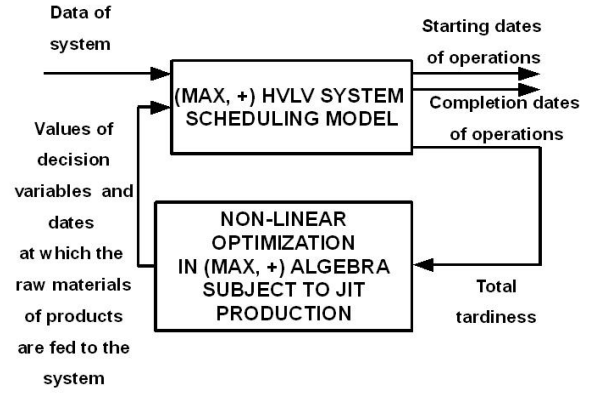 Data of
system
Starting dates
of operations
(MAX, +) HVLV SYSTEM
SCHEDULING MODEL
Completion dates
of operations
Values of
decision
variables and
dates
at which the
raw materials
of products
are fed to the
system
NON-LINEAR
OPTIMIZATION
IN (MAX, +) ALGEBRA
SUBJECT TO JIT
PRODUCTION
Total
tardiness